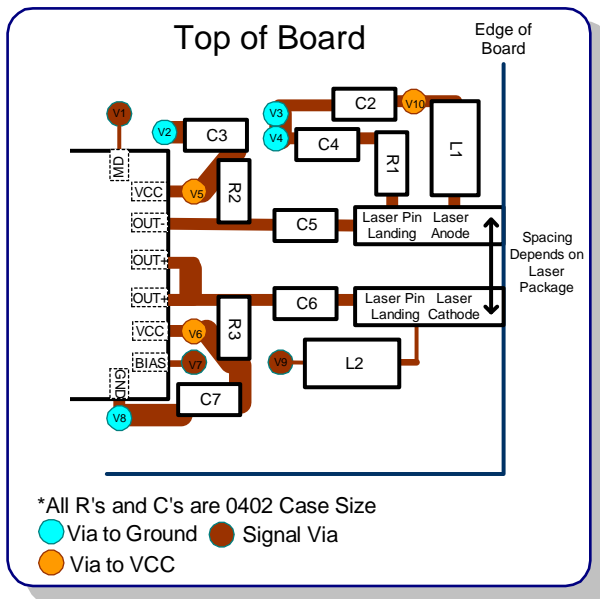 Top of Board
Edge of
Board
V1
V2
C3
V3
V4
C2
V10
C4
R1
L1
MD
VCC
V5
R2
OUT-
C5
Laser Pin
Landing
Laser
Anode
Spacing
Depends on
Laser
Package
OUT+
OUT+
C6
Laser Pin
Landing
Laser
Cathode
VCC
V6
R3
BIAS
V7
V9
L2
GND
C7
V8
*All R's and C's are 0402 Case Size
Via to Ground
Signal Via
Via to VCC